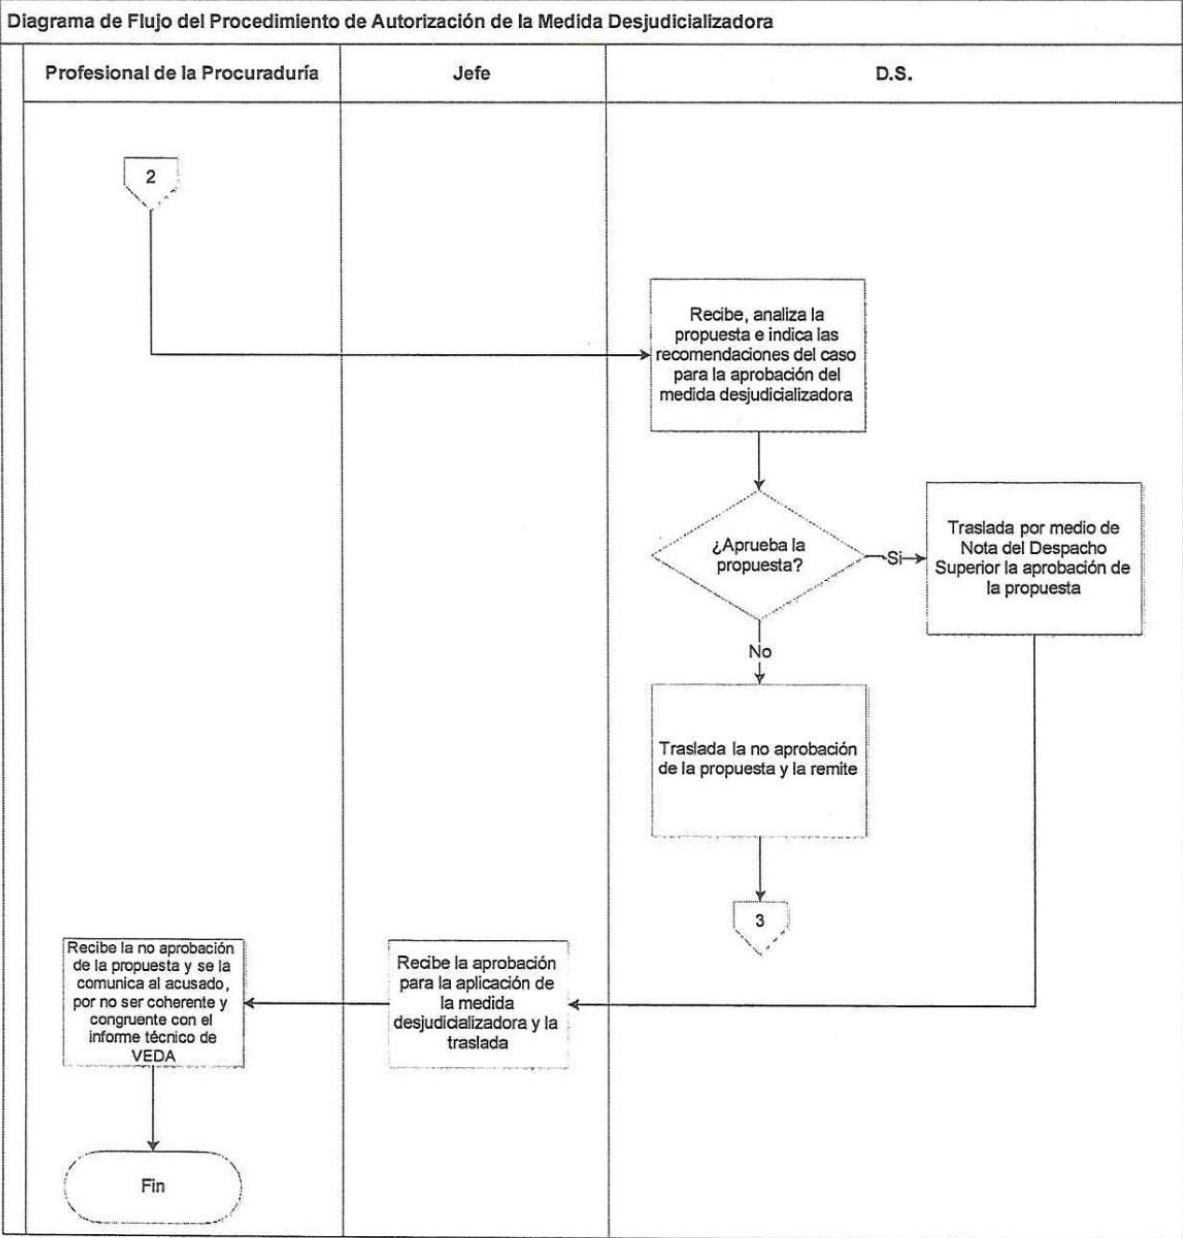 Diagrama de Flujo del Procedimiento de Autorización de la Medida Desjudicializadora
Profesional de la Procuraduría
Jefe
D.S.
2
Recibe, analiza la
propuesta e indica las
recomendaciones del caso
para la aprobación del
medida desjudicializadora
¿Aprueba la
propuesta?
Si
Traslada por medio de
Nota del Despacho
Superior la aprobación de
la propuesta
No
Traslada la no aprobación
de la propuesta y la remite
3
Recibe la no aprobación
de la propuesta y se la
comunica al acusado,
por no ser coherente y
congruente con el
informe técnico de
VEDA
Recibe la aprobación
para la aplicación de
la medida
desjudicializadora y la
traslada
Fin